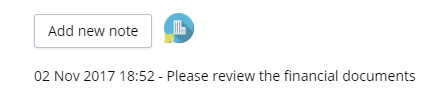 Add new note
02 Nov 2017 18:52 - Please review the financial documents